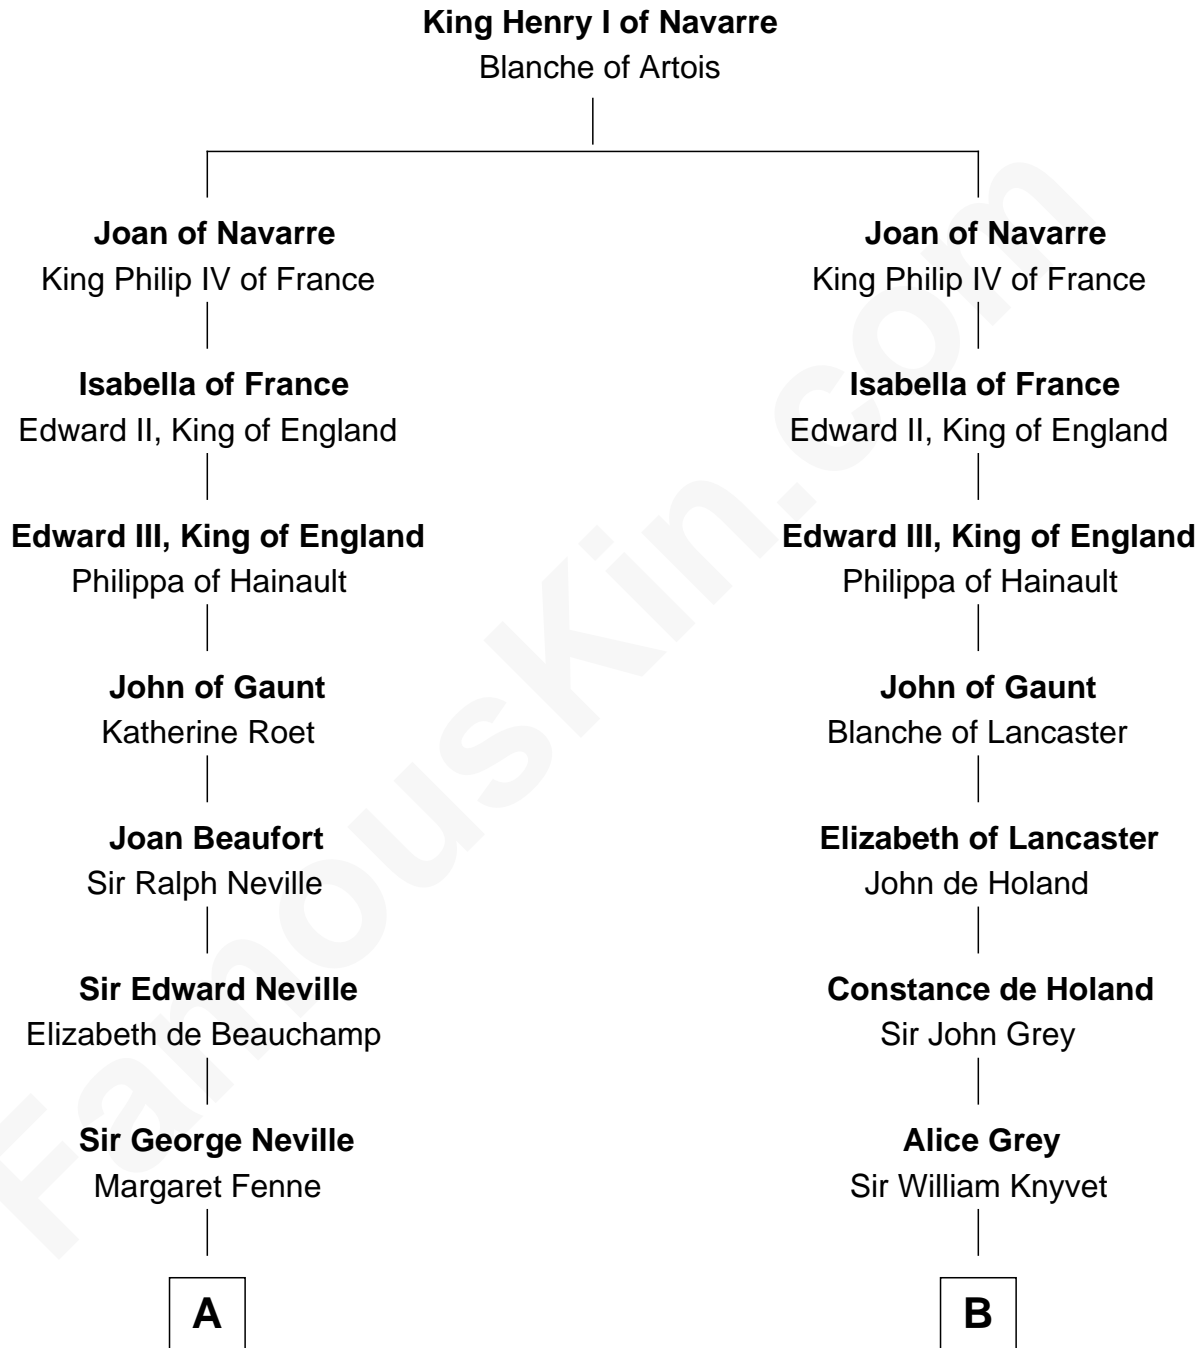 King Henry I of Navarre
Blanche of Artois
Joan of Navarre
King Philip IV of France
Joan of Navarre
King Philip IV of France
Isabella of France
Edward II, King of England
Isabella of France
Edward II, King of England
Edward III, King of England
Philippa of Hainault
Edward III, King of England
Philippa of Hainault
John of Gaunt
Katherine Roet
John of Gaunt
Blanche of Lancaster
Joan Beaufort
Sir Ralph Neville
Elizabeth of Lancaster
John de Holand
Sir Edward Neville
Elizabeth de Beauchamp
Constance de Holand
Sir John Grey
Sir George Neville
Margaret Fenne
Alice Grey
Sir William Knyvet
A
B
FamousKin.com